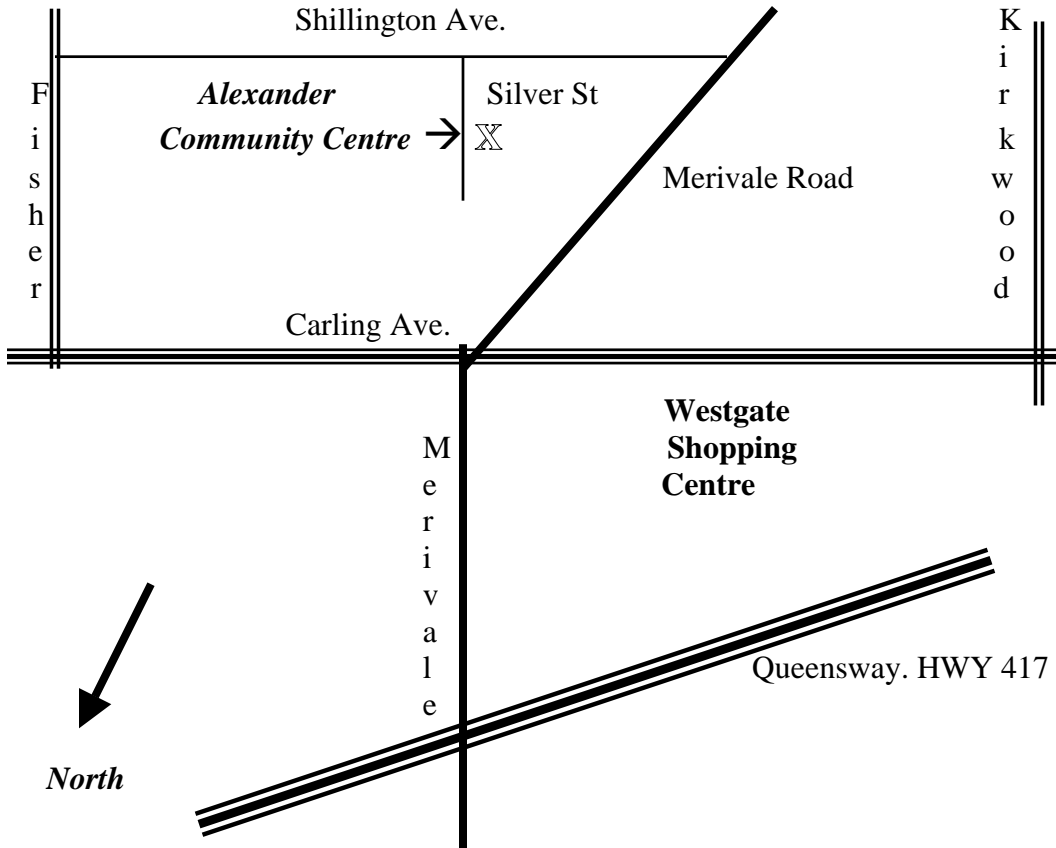 Shillington Ave.
Kirkwood
Fisher
Alexander
Community Centre
Silver St
X
Merivale Road
Carling Ave.
Westgate
Shopping
Centre
Merivale
Queensway. HWY 417
North